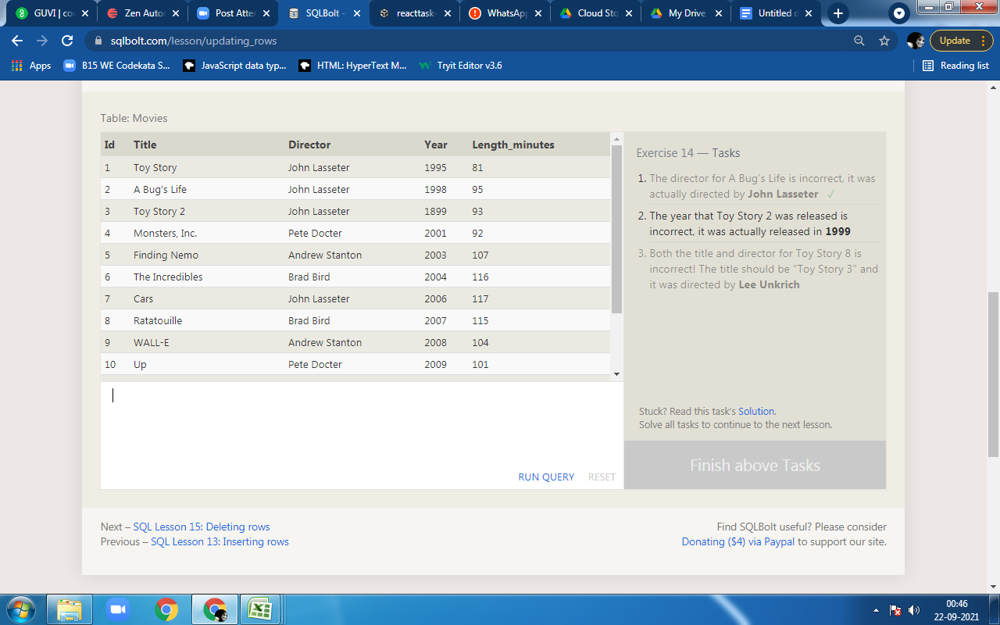 GUVI | co
Zen Auto
Post Atte
SQLBolt -
reacttask-
WhatsApp
Cloud Sto
My Drive
Untitled
sqlbolt.com/lesson/updating_rows
Update
Apps
B15 WE Codekata S...
JavaScript data typ...
HTML: HyperText M...
Tryit Editor v3.6
Reading list
Table: Movies
Id Title Director Year Length_minutes
1 Toy Story John Lasseter 1995 81
2 A Bug's Life John Lasseter 1998 95
3 Toy Story 2 John Lasseter 1899 93
4 Monsters, Inc. Pete Docter 2001 92
5 Finding Nemo Andrew Stanton 2003 107
6 The Incredibles Brad Bird 2004 116
7 Cars John Lasseter 2006 117
8 Ratatouille Brad Bird 2007 115
9 WALL-E Andrew Stanton 2008 104
10 Up Pete Docter 2009 101
RUN QUERY RESET
Exercise 14 — Tasks
1. The director for A Bug's Life is incorrect, it was
actually directed by John Lasseter ✓
2. The year that Toy Story 2 was released is
incorrect, it was actually released in 1999
3. Both the title and director for Toy Story 8 is
incorrect! The title should be "Toy Story 3" and
it was directed by Lee Unkrich
Stuck? Read this task's Solution.
Solve all tasks to continue to the next lesson.
Finish above Tasks
Next – SQL Lesson 15: Deleting rows
Previous – SQL Lesson 13: Inserting rows
Find SQLBolt useful? Please consider
Donating ($4) via Paypal to support our site.
00:46
22-09-2021